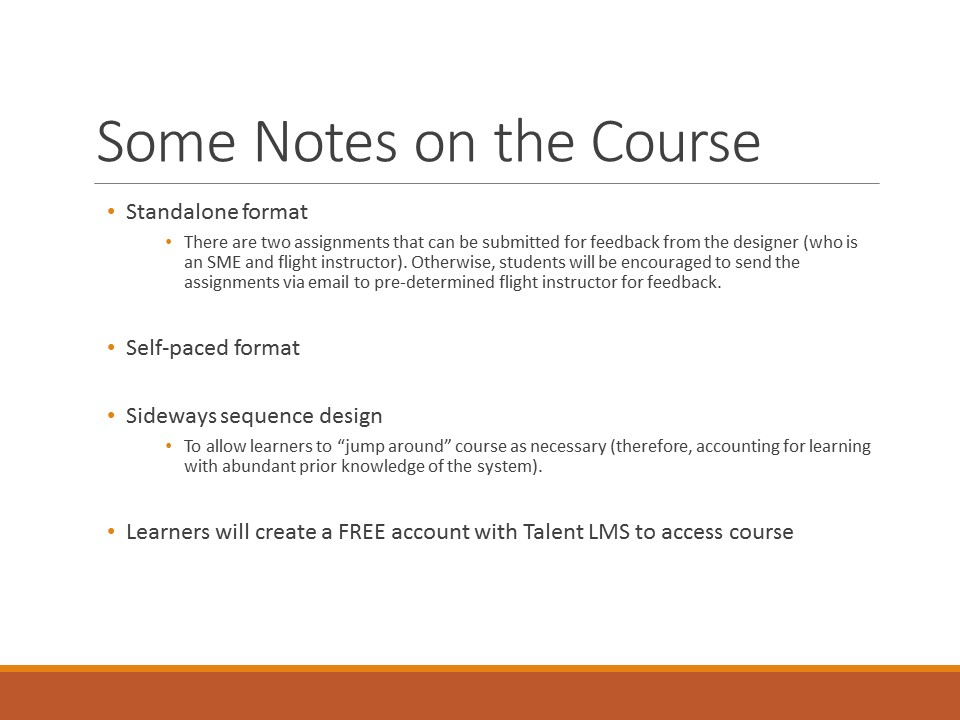 Some Notes on the Course
• Standalone format
• There are two assignments that can be submitted for feedback from the designer (who is
an SME and flight instructor). Otherwise, students will be encouraged to send the
assignments via email to pre-determined flight instructor for feedback.
• Self-paced format
• Sideways sequence design
• To allow learners to “jump around” course as necessary (therefore, accounting for learning
with abundant prior knowledge of the system).
• Learners will create a FREE account with Talent LMS to access course